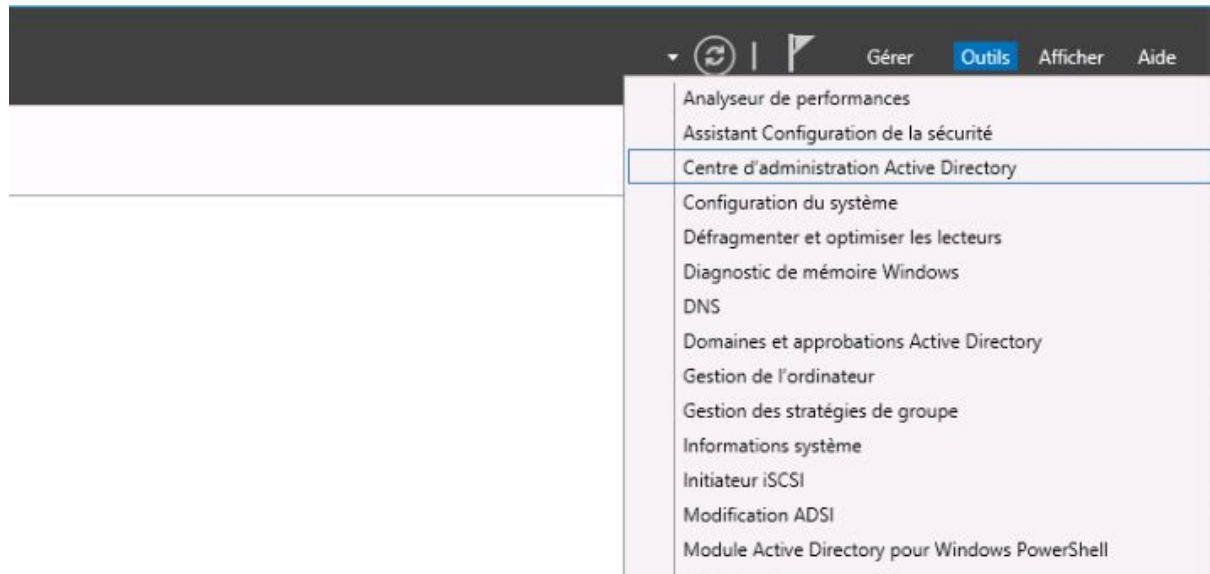 Gérer Outils Afficher Aide
Analyseur de performances
Assistant Configuration de la sécurité
Centre d'administration Active Directory
Configuration du système
Défragmenter et optimiser les lecteurs
Diagnostic de mémoire Windows
DNS
Domaines et approbations Active Directory
Gestion de l'ordinateur
Gestion des stratégies de groupe
Informations système
Initiateur iSCSI
Modification ADSI
Module Active Directory pour Windows PowerShell